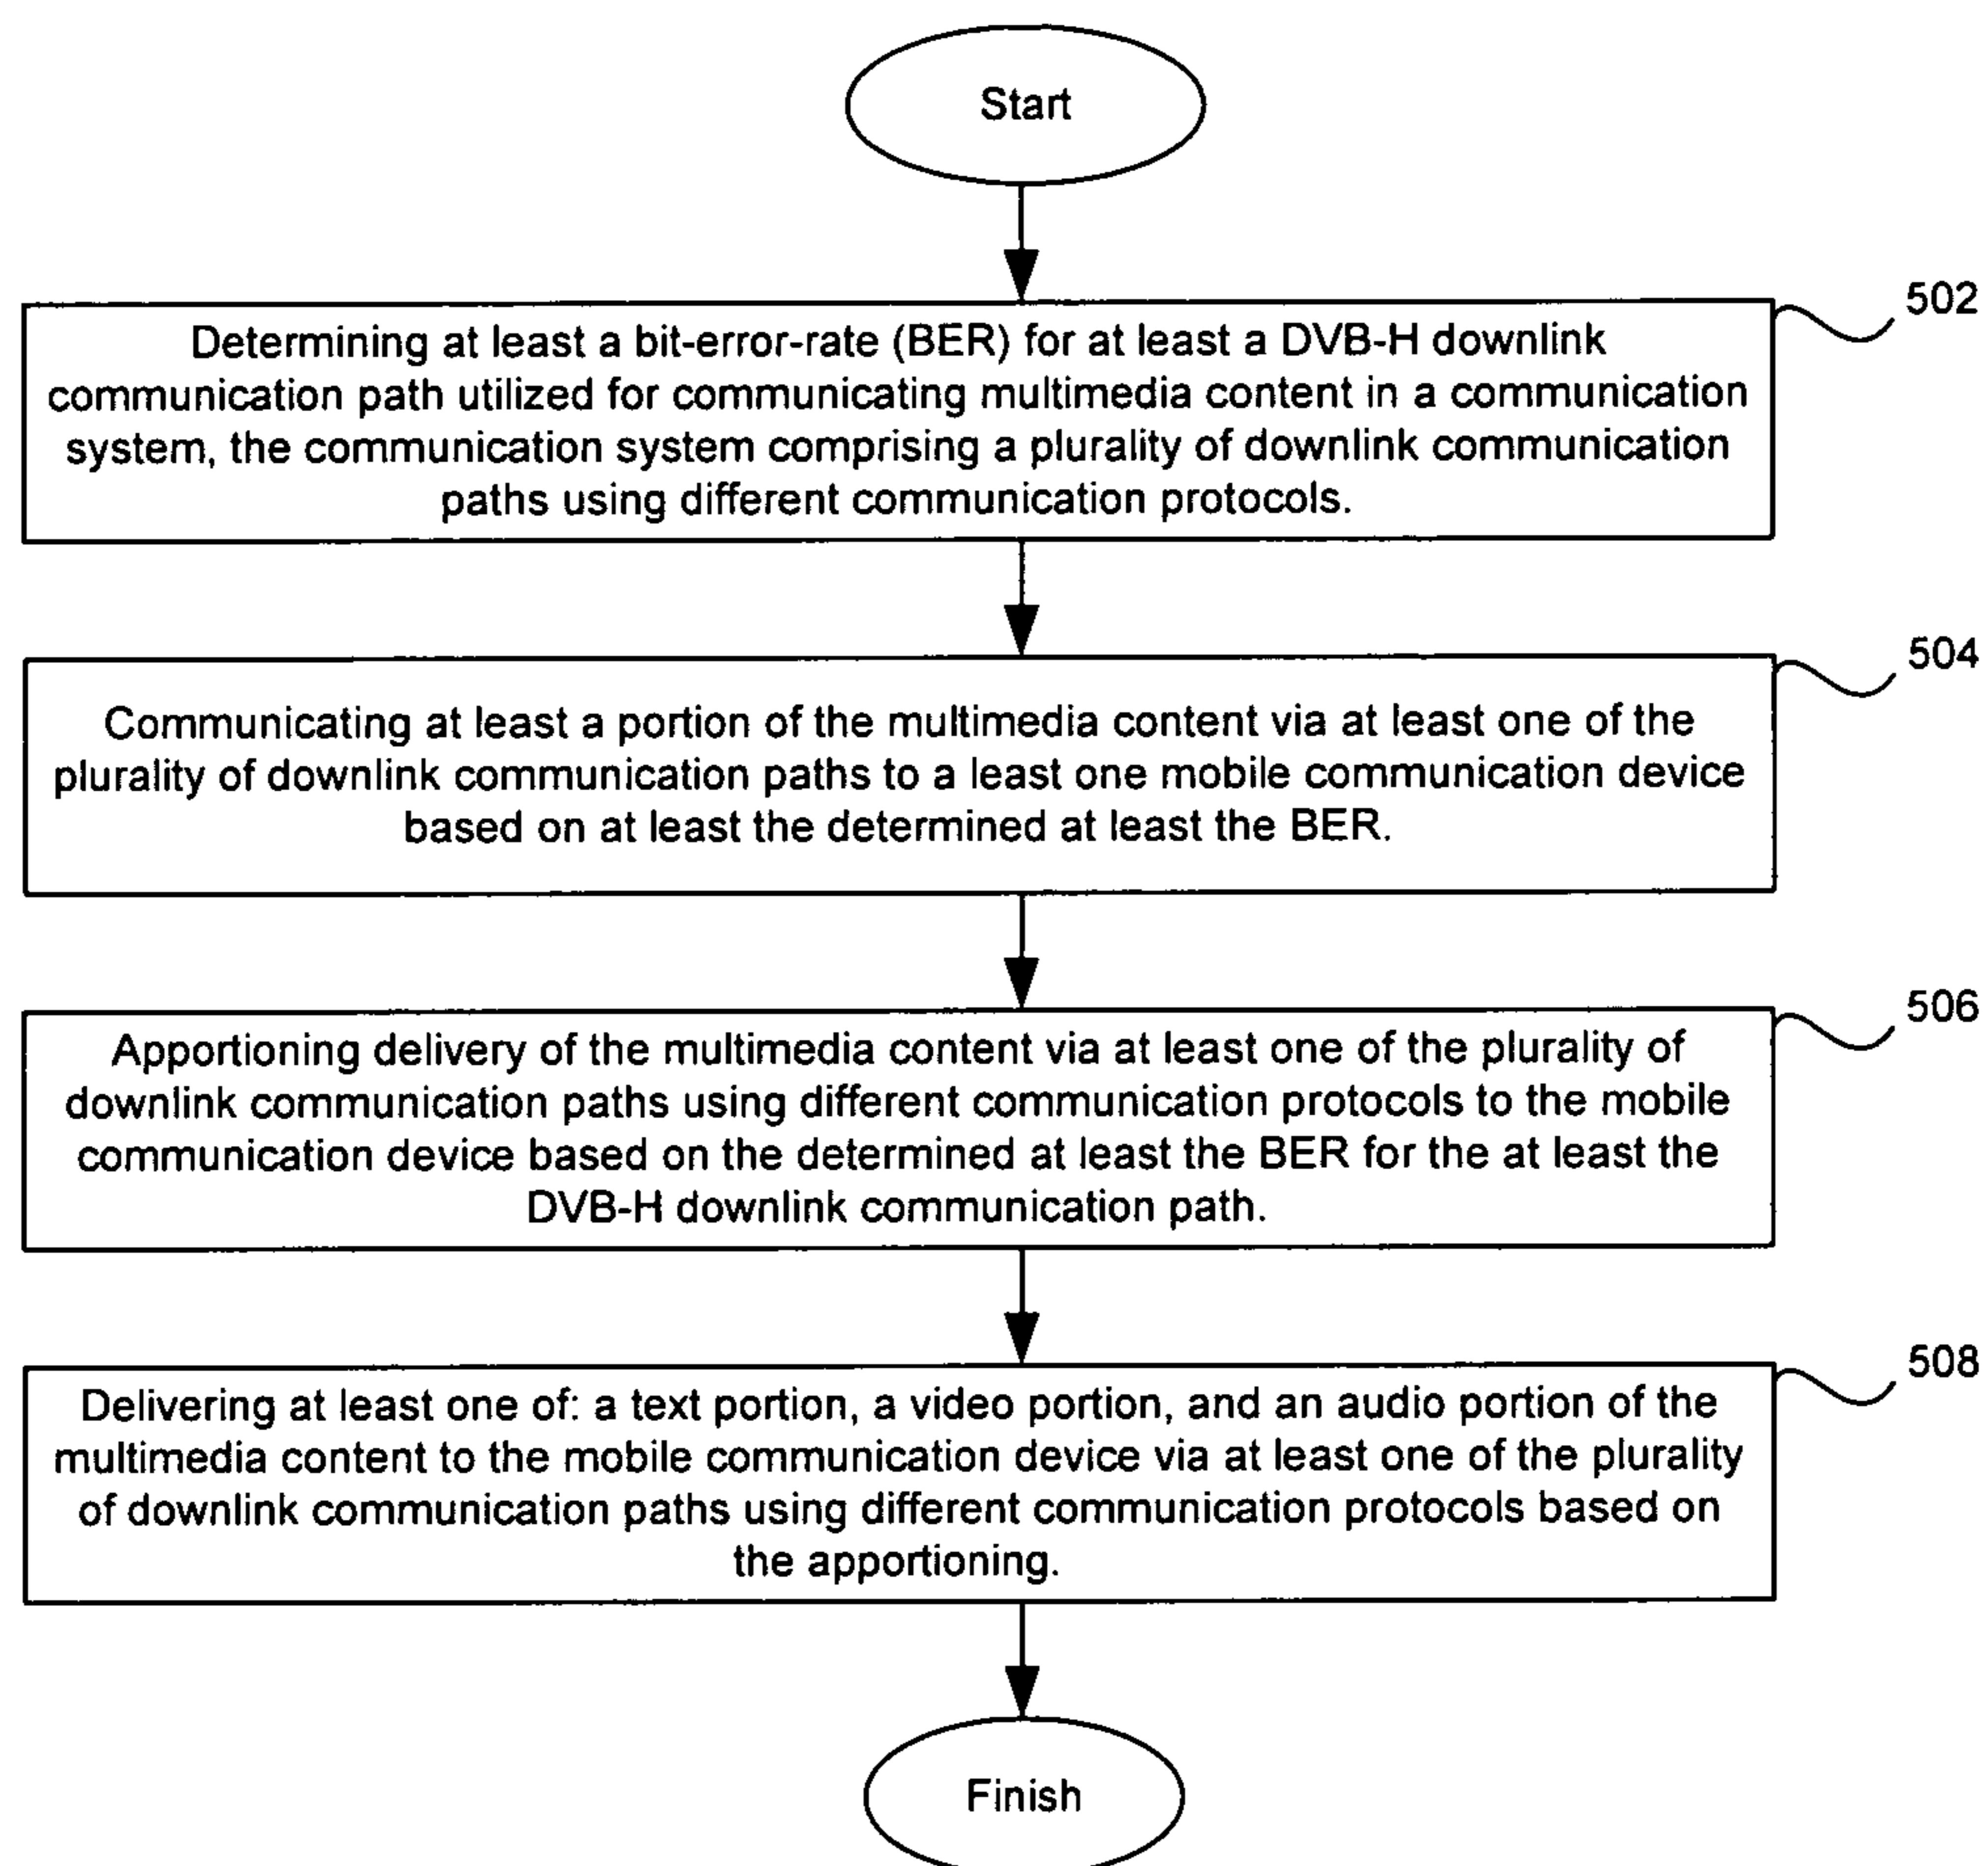 Start
502
Determining at least a bit-error-rate (BER) for at least a DVB-H downlink
communication path utilized for communicating multimedia content in a communication
system, the communication system comprising a plurality of downlink communication
paths using different communication protocols.
504
Communicating at least a portion of the multimedia content via at least one of the
plurality of downlink communication paths to a least one mobile communication device
based on at least the determined at least the BER.
506
Apportioning delivery of the multimedia content via at least one of the plurality of
downlink communication paths using different communication protocols to the mobile
communication device based on the determined at least the BER for the at least the
DVB-H downlink communication path.
508
Delivering at least one of: a text portion, a video portion, and an audio portion of the
multimedia content to the mobile communication device via at least one of the plurality
of downlink communication paths using different communication protocols based on
the apportioning.
Finish